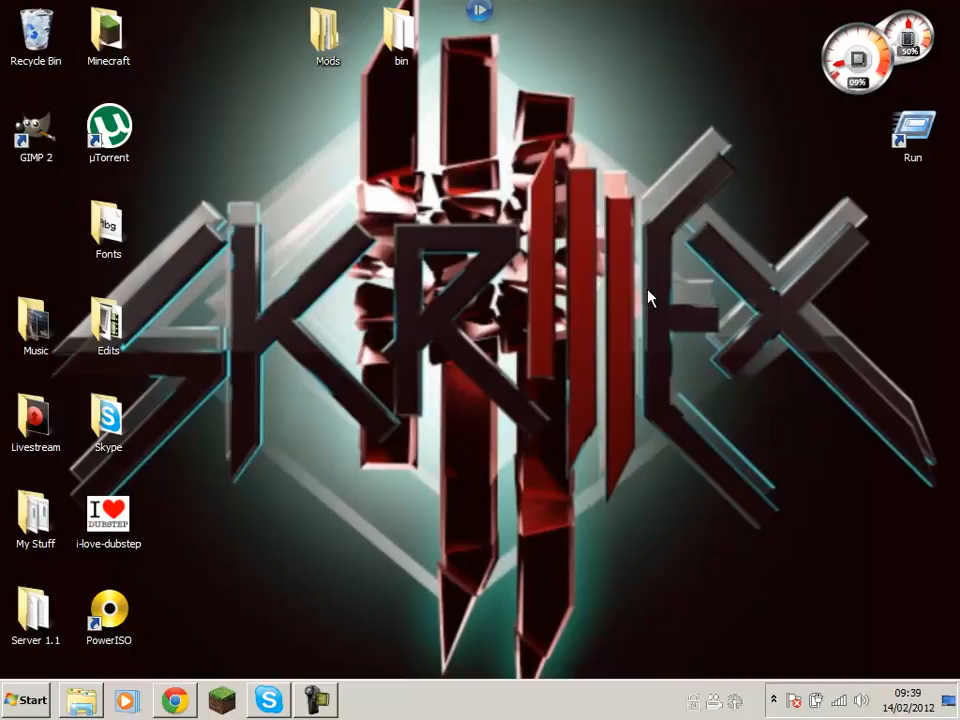 Recycle Bin
Minecraft
Mods
bin
50%
09%
GIMP 2
µTorrent
Run
fibg
Fonts
SKRILLEX
Music
Edits
Livestream
Skype
I ❤ DUBSTEP
My Stuff
i-love-dubstep
Server 1.1
PowerISO
Start
09:39
14/02/2012